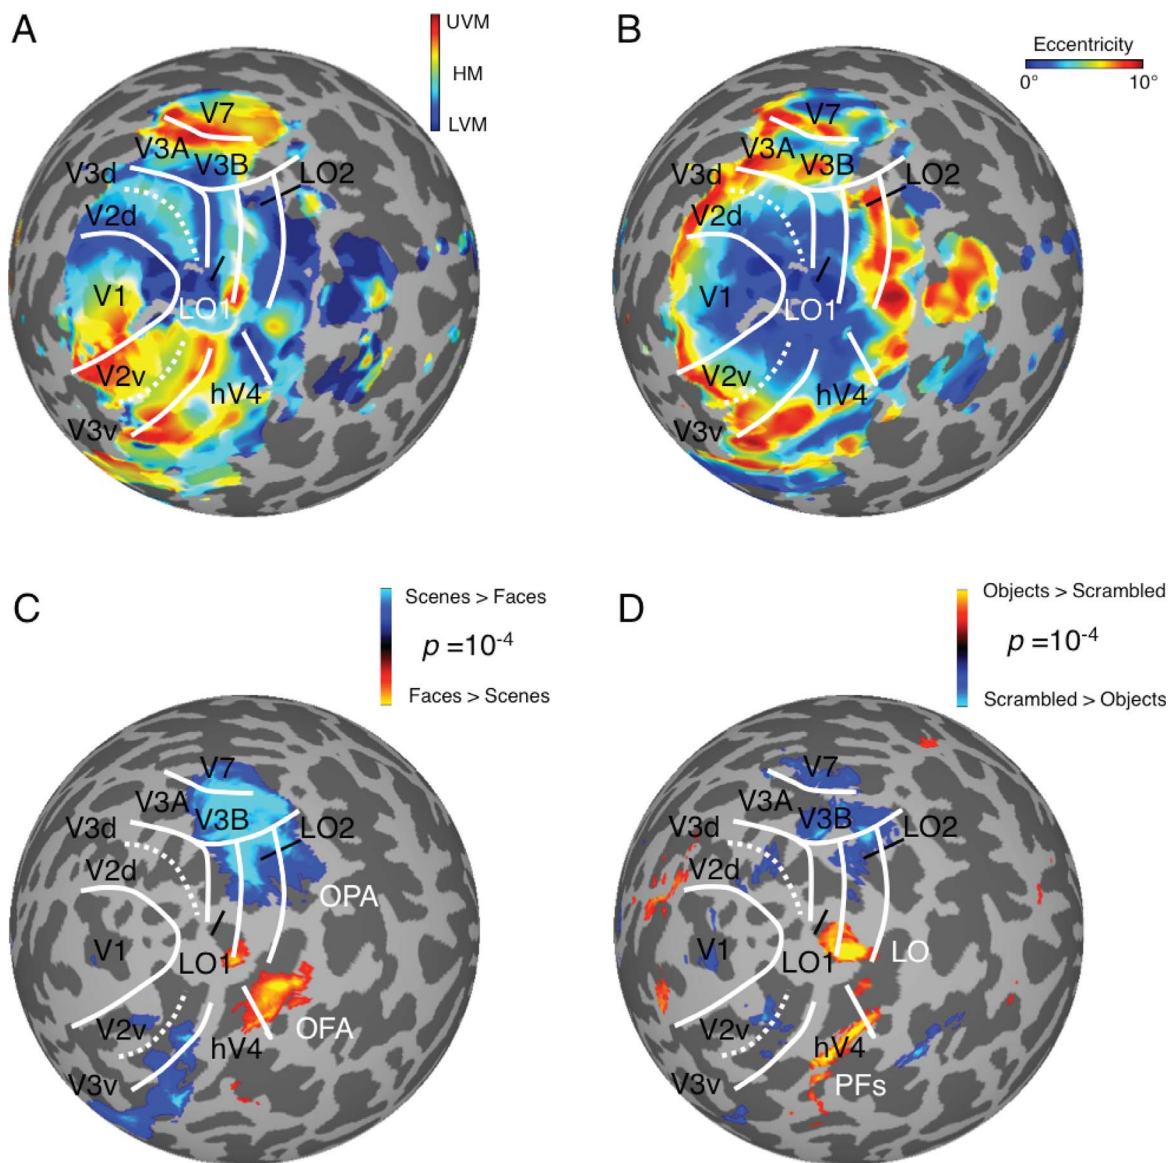 A
UVM
HM
LVM
V7
V3A
V3B
V3d
LO2
V2d
V1
LO1
V2v
hV4
V3v
B
Eccentricity
0°
10°
V7
V3A
V3B
V3d
LO2
V2d
V1
LO1
V2v
hV4
V3v
C
Scenes > Faces
p =10-4
Faces > Scenes
V7
V3A
V3B
V3d
LO2
V2d
OPA
V1
LO1
V2v
OFA
hV4
V3v
D
Objects > Scrambled
p =10-4
Scrambled > Objects
V7
V3A
V3B
V3d
LO2
V2d
V1
LO1
LO
V2v
hV4
V3v
PFs